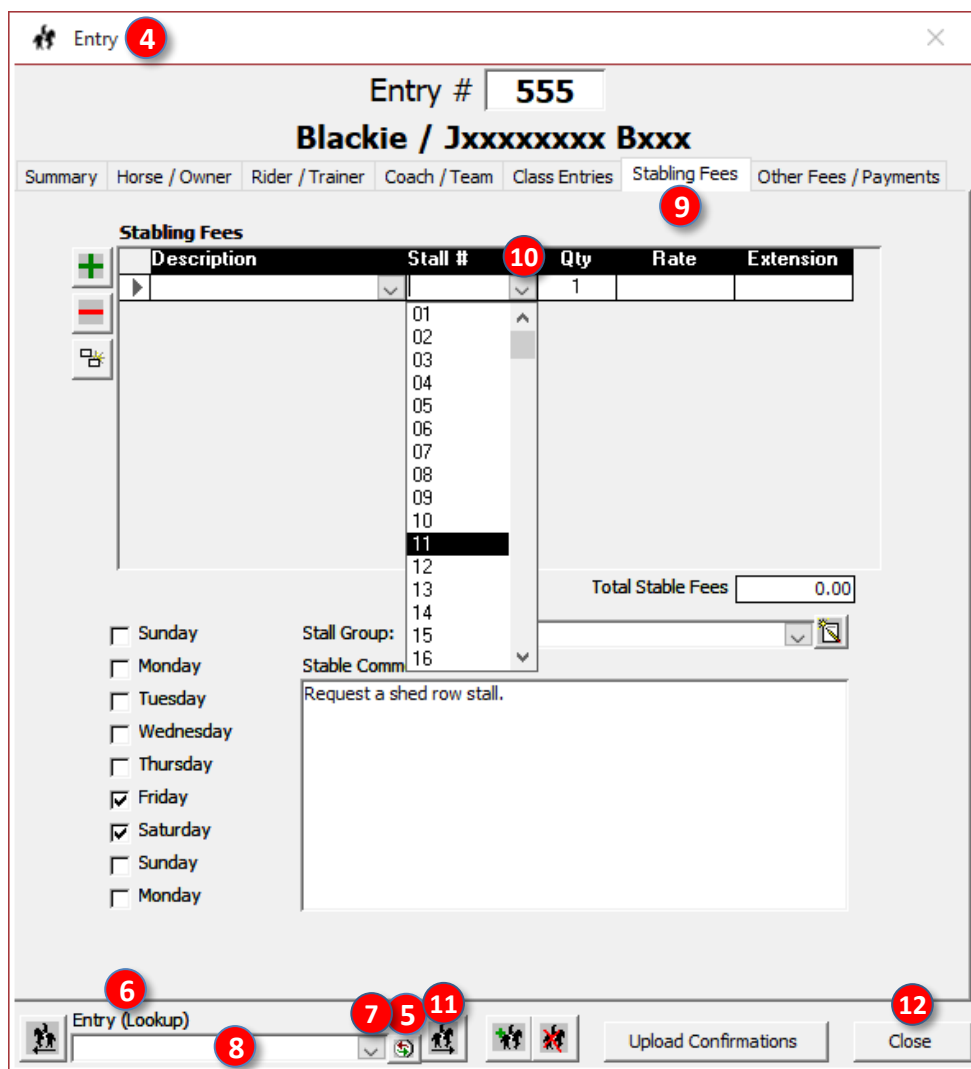 Entry 4
Entry # 555
Blackie / Jxxxxxxxx Bxxx
Summary Horse / Owner Rider / Trainer Coach / Team Class Entries Stabling Fees Other Fees / Payments
9
Stabling Fees
Description Stall # 10 Qty Rate Extension
1
01
02
03
04
05
06
07
08
09
10
11
12
13
14
15
16
Total Stable Fees 0.00
Sunday
Monday
Tuesday
Wednesday
Thursday
Friday
Saturday
Sunday
Monday
Stall Group:
Stable Comm
Request a shed row stall.
6 7 5 11 12
Entry (Lookup)
8
Upload Confirmations Close